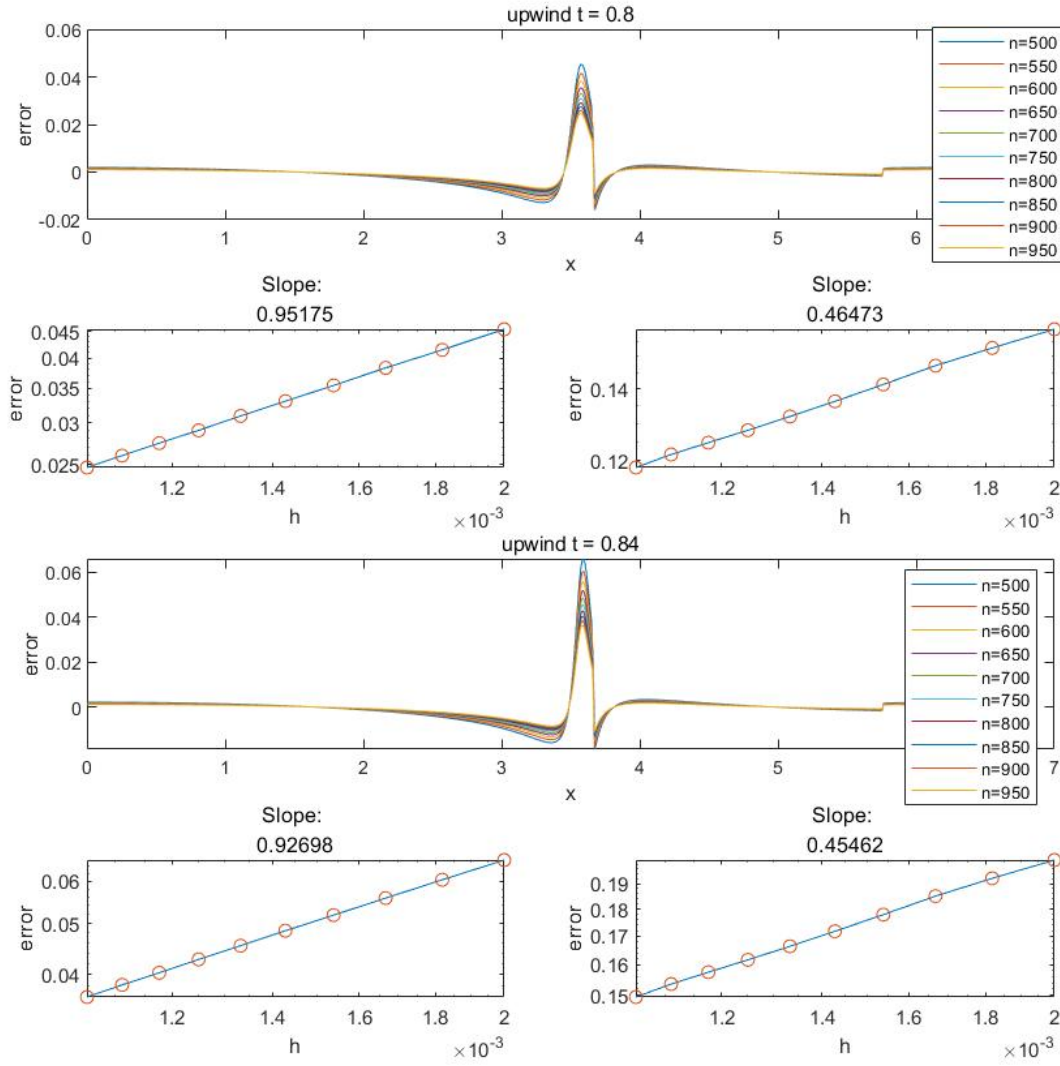 upwind t = 0.8
0.06
0.04
0.02
0
-0.02
error
0
1
2
3
4
5
6
x
n=500
n=550
n=600
n=650
n=700
n=750
n=800
n=850
n=900
n=950
Slope:
0.95175
0.045
0.04
0.035
0.03
0.025
error
1.2
1.4
1.6
1.8
2
h
×10-3
Slope:
0.46473
0.14
0.12
error
1.2
1.4
1.6
1.8
2
h
×10-3
upwind t = 0.84
0.06
0.04
0.02
0
error
0
1
2
3
4
5
7
x
n=500
n=550
n=600
n=650
n=700
n=750
n=800
n=850
n=900
n=950
Slope:
0.92698
0.06
0.05
0.04
error
1.2
1.4
1.6
1.8
2
h
×10-3
Slope:
0.45462
0.19
0.18
0.17
0.16
0.15
error
1.2
1.4
1.6
1.8
2
h
×10-3